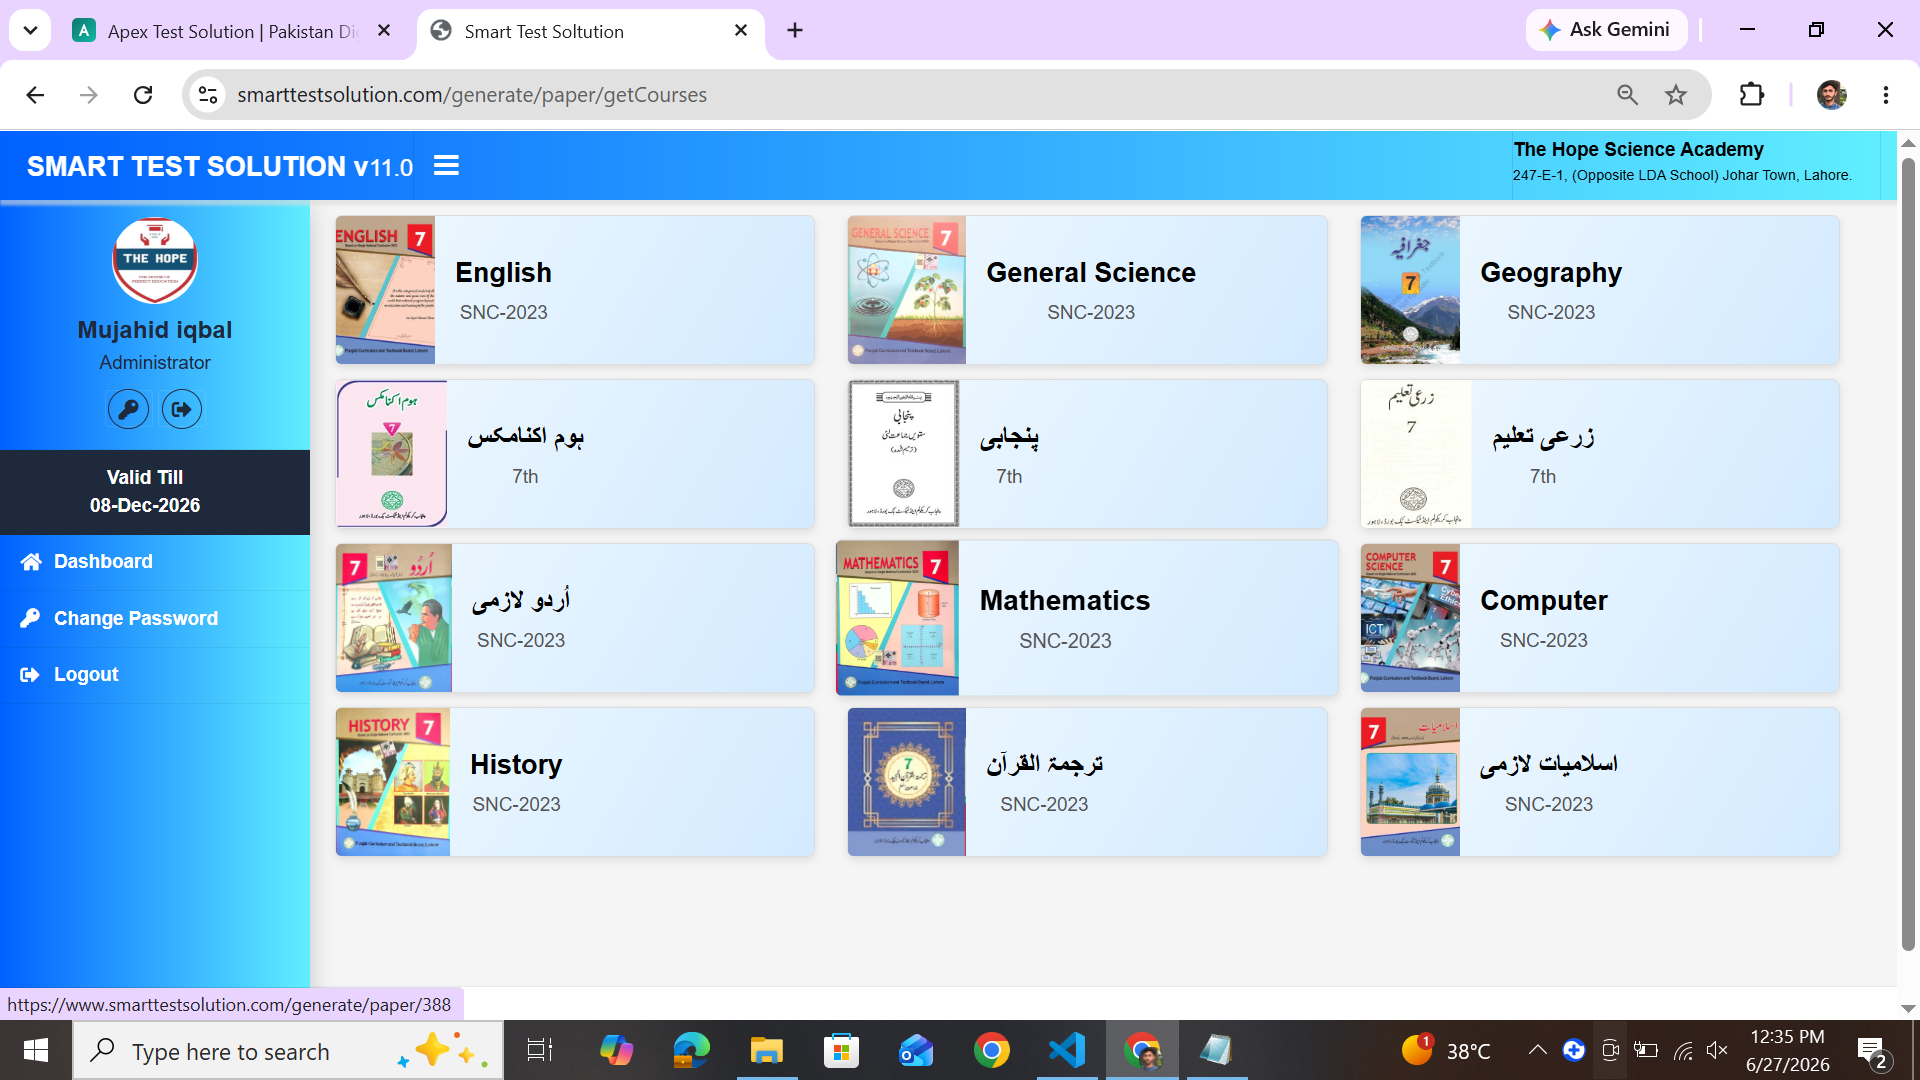 Apex Test Solution | Pakistan Di
Smart Test Soltution
Ask Gemini
smarttestsolution.com/generate/paper/getCourses
SMART TEST SOLUTION v11.0
The Hope Science Academy
247-E-1, (Opposite LDA School) Johar Town, Lahore.
THE HOPE
Mujahid iqbal
Administrator
Valid Till
08-Dec-2026
Dashboard
Change Password
Logout
ENGLISH 7
English
SNC-2023
GENERAL SCIENCE 7
General Science
SNC-2023
جغرافیہ
7
Geography
SNC-2023
ہوم اکنامکس
7
ہوم اکنامکس
7th
پنجابی
پنجابی
7th
زرعی تعلیم
7
زرعی تعلیم
7th
7 اُردو
اُردو لازمی
SNC-2023
MATHEMATICS 7
Mathematics
SNC-2023
COMPUTER SCIENCE 7
ICT
Computer
SNC-2023
HISTORY 7
History
SNC-2023
7
ترجمۃ القرآن
SNC-2023
7 اسلامیات
اسلامیات لازمی
SNC-2023
https://www.smarttestsolution.com/generate/paper/388
Type here to search
1
38°C
12:35 PM
6/27/2026
2